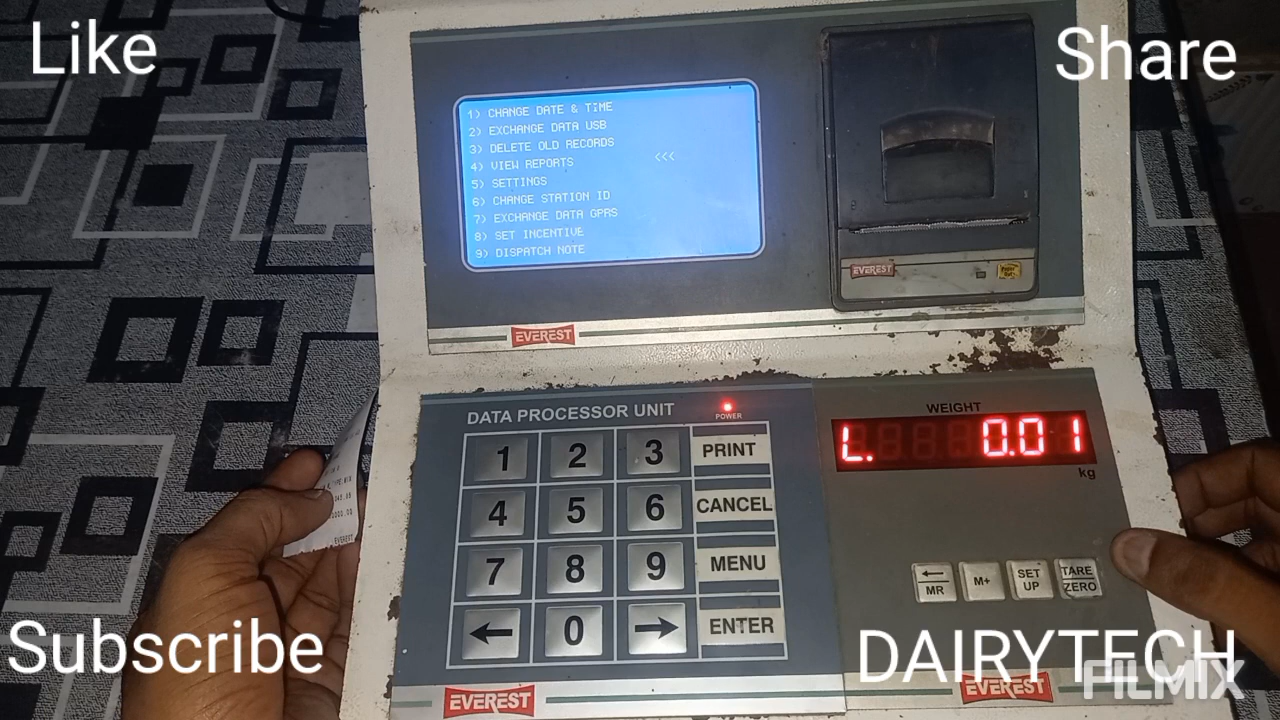 Like
Share
1) CHANGE DATE & TIME
2) EXCHANGE DATA USB
3) DELETE OLD RECORDS
4) VIEW REPORTS <<<
5) SETTINGS
6) CHANGE STATION ID
7) EXCHANGE DATA GPRS
8) SET INCENTIVE
9) DISPATCH NOTE
EVEREST
EVEREST
DATA PROCESSOR UNIT
POWER
1 2 3 PRINT
4 5 6 CANCEL
7 8 9 MENU
← 0 → ENTER
WEIGHT
L. 0.01
kg
← MR
M+
SET UP
TARE ZERO
EVEREST
Subscribe
DAIRYTECH
FILMIX
EVEREST
EVEREST